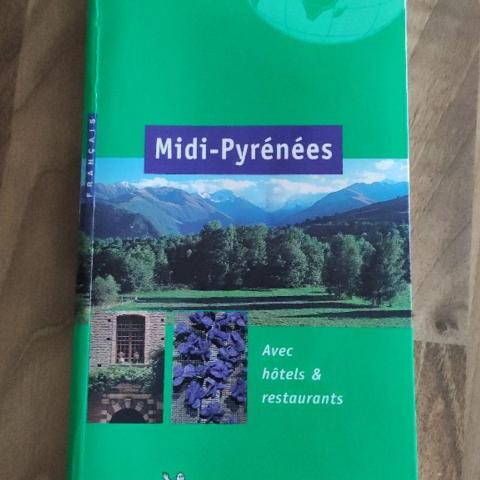 Midi-Pyrénées
FRANÇAIS
Avec
hôtels &
restaurants